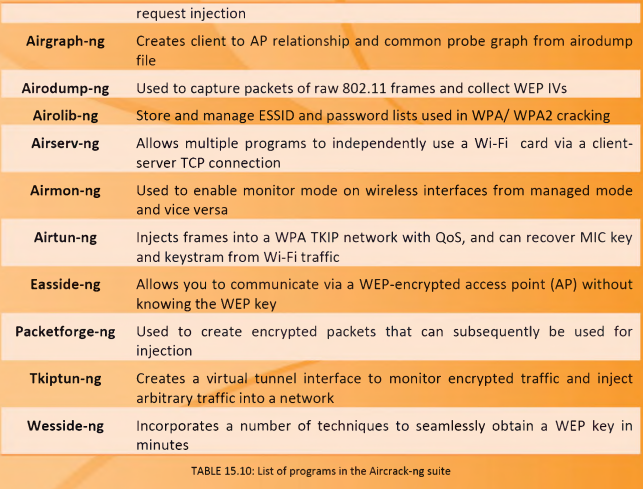 request injection
Airgraph-ng Creates client to AP relationship and common probe graph from airodump
file
Airodump-ng Used to capture packets of raw 802.11 frames and collect WEP IVs
Airolib-ng Store and manage ESSID and password lists used in WPA/ WPA2 cracking
Airserv-ng Allows multiple programs to independently use a Wi-Fi card via a client-
server TCP connection
Airmon-ng Used to enable monitor mode on wireless interfaces from managed mode
and vice versa
Airtun-ng Injects frames into a WPA TKIP network with QoS, and can recover MIC key
and keystram from Wi-Fi traffic
Easside-ng Allows you to communicate via a WEP-encrypted access point (AP) without
knowing the WEP key
Packetforge-ng Used to create encrypted packets that can subsequently be used for
injection
Tkiptun-ng Creates a virtual tunnel interface to monitor encrypted traffic and inject
arbitrary traffic into a network
Wesside-ng Incorporates a number of techniques to seamlessly obtain a WEP key in
minutes
TABLE 15.10: List of programs in the Aircrack-ng suite